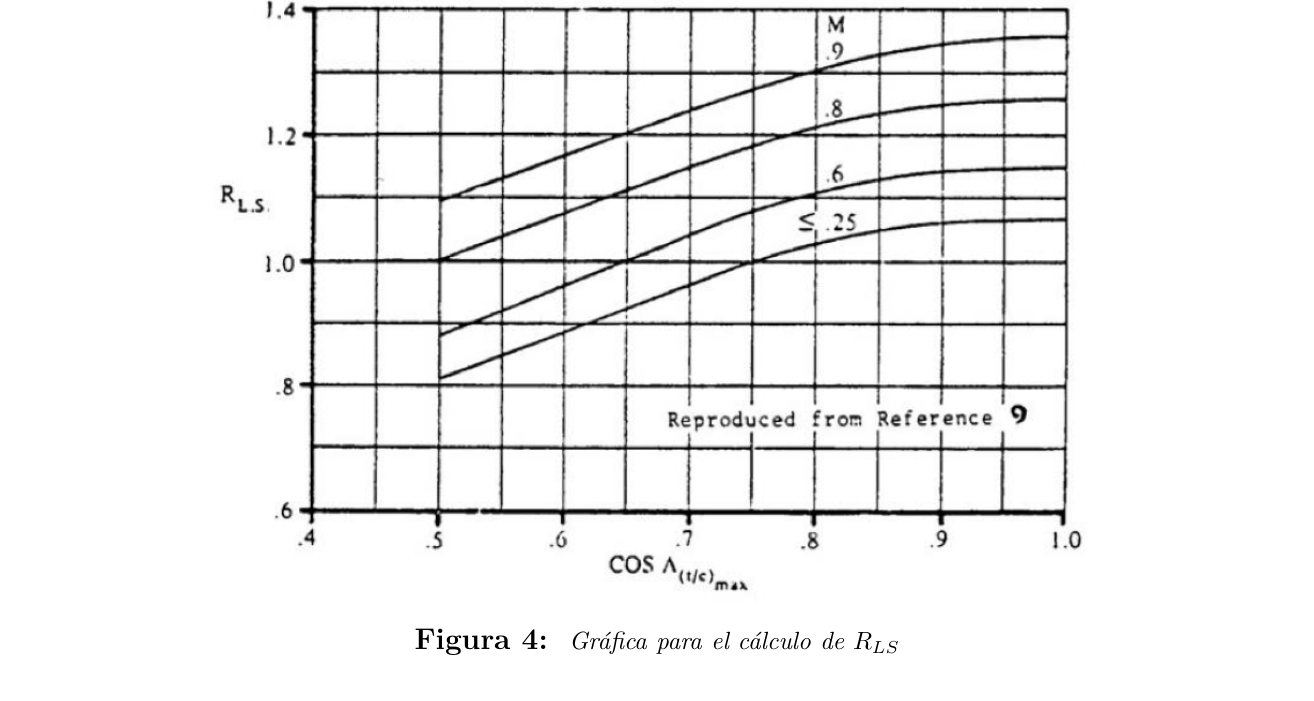 1.4
M
.9
.8
1.2
.6
R L.S.
≤ .25
1.0
.8
Reproduced from Reference 9
.6
.4 .5 .6 .7 .8 .9 1.0
COS Λ(t/c)max
Figura 4: Gráfica para el cálculo de RLS